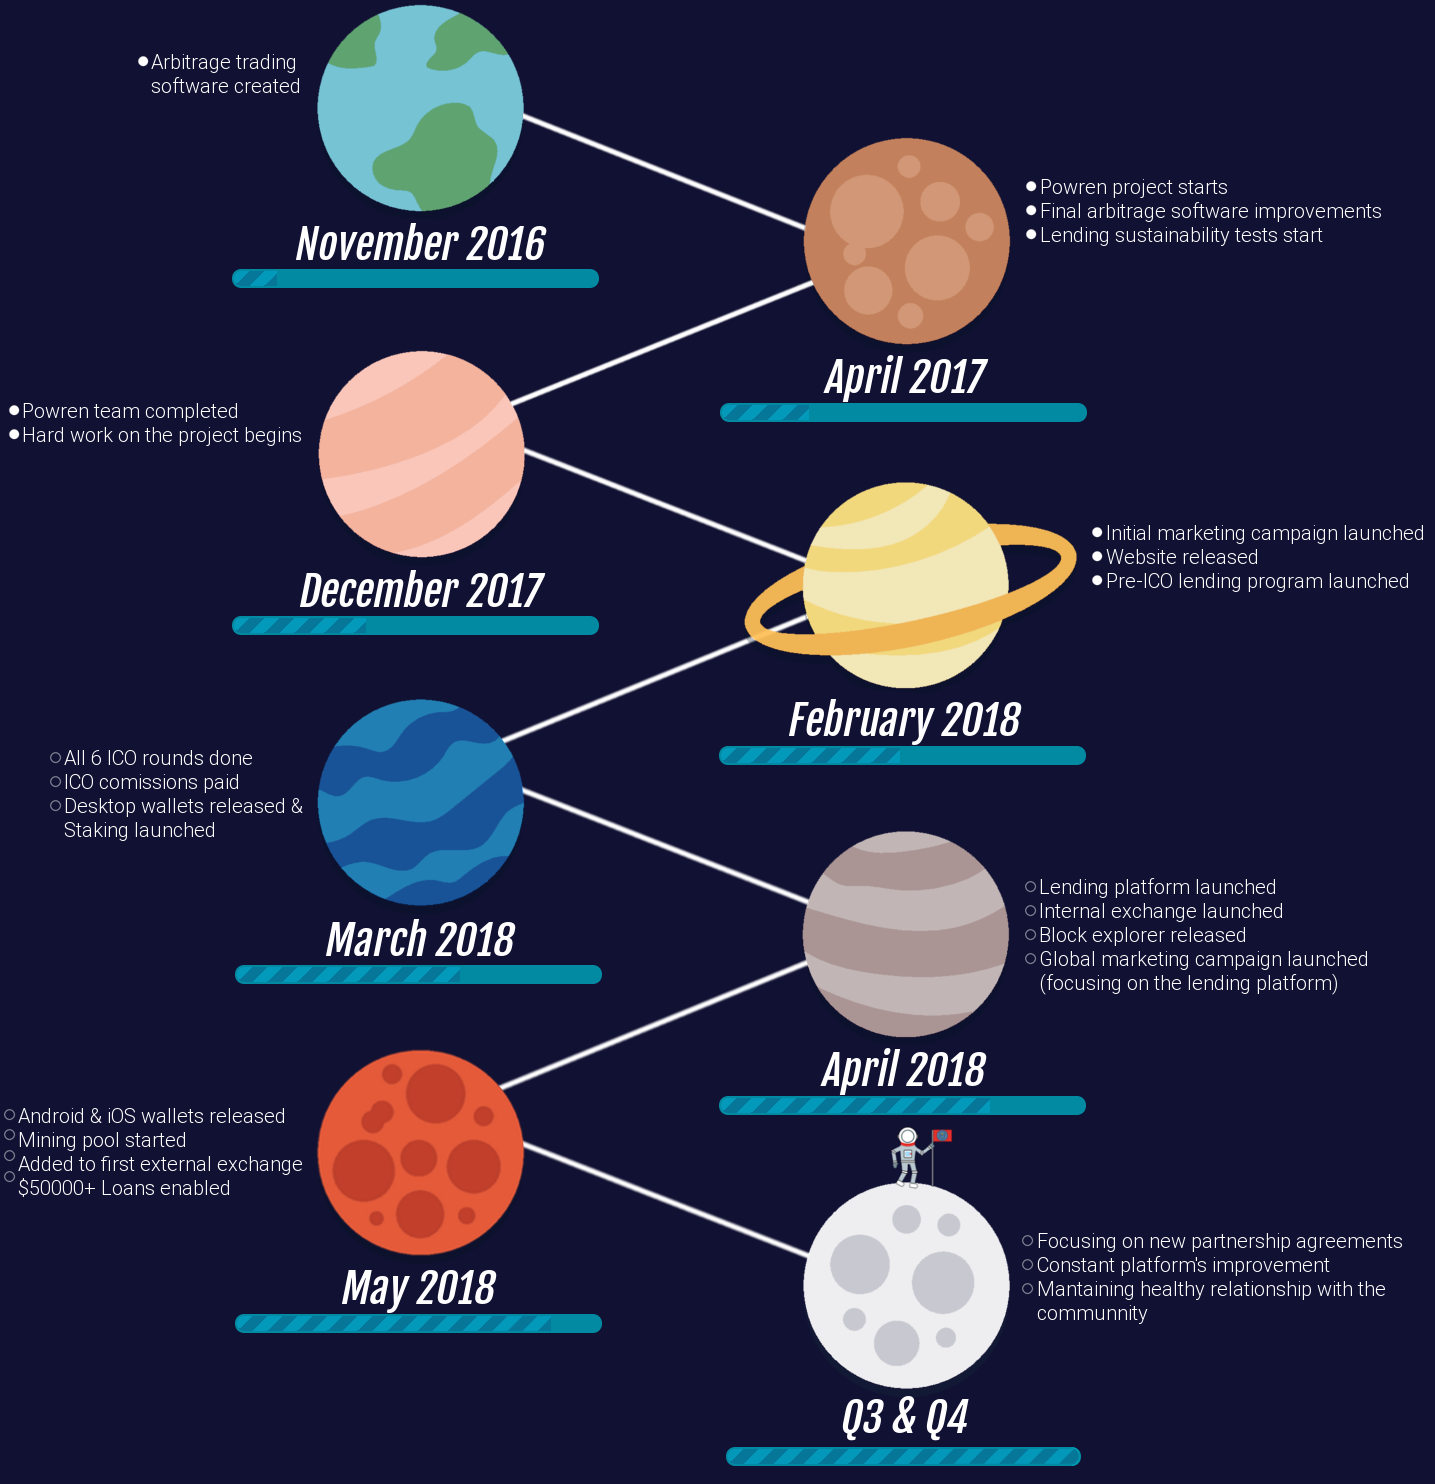 Arbitrage trading
software created
November 2016
Powren project starts
Final arbitrage software improvements
Lending sustainability tests start
April 2017
Powren team completed
Hard work on the project begins
December 2017
Initial marketing campaign launched
Website released
Pre-ICO lending program launched
February 2018
All 6 ICO rounds done
ICO comissions paid
Desktop wallets released &
Staking launched
March 2018
Lending platform launched
Internal exchange launched
Block explorer released
Global marketing campaign launched
(focusing on the lending platform)
April 2018
Android & iOS wallets released
Mining pool started
Added to first external exchange
$50000+ Loans enabled
May 2018
Focusing on new partnership agreements
Constant platform's improvement
Mantaining healthy relationship with the
communnity
Q3 & Q4